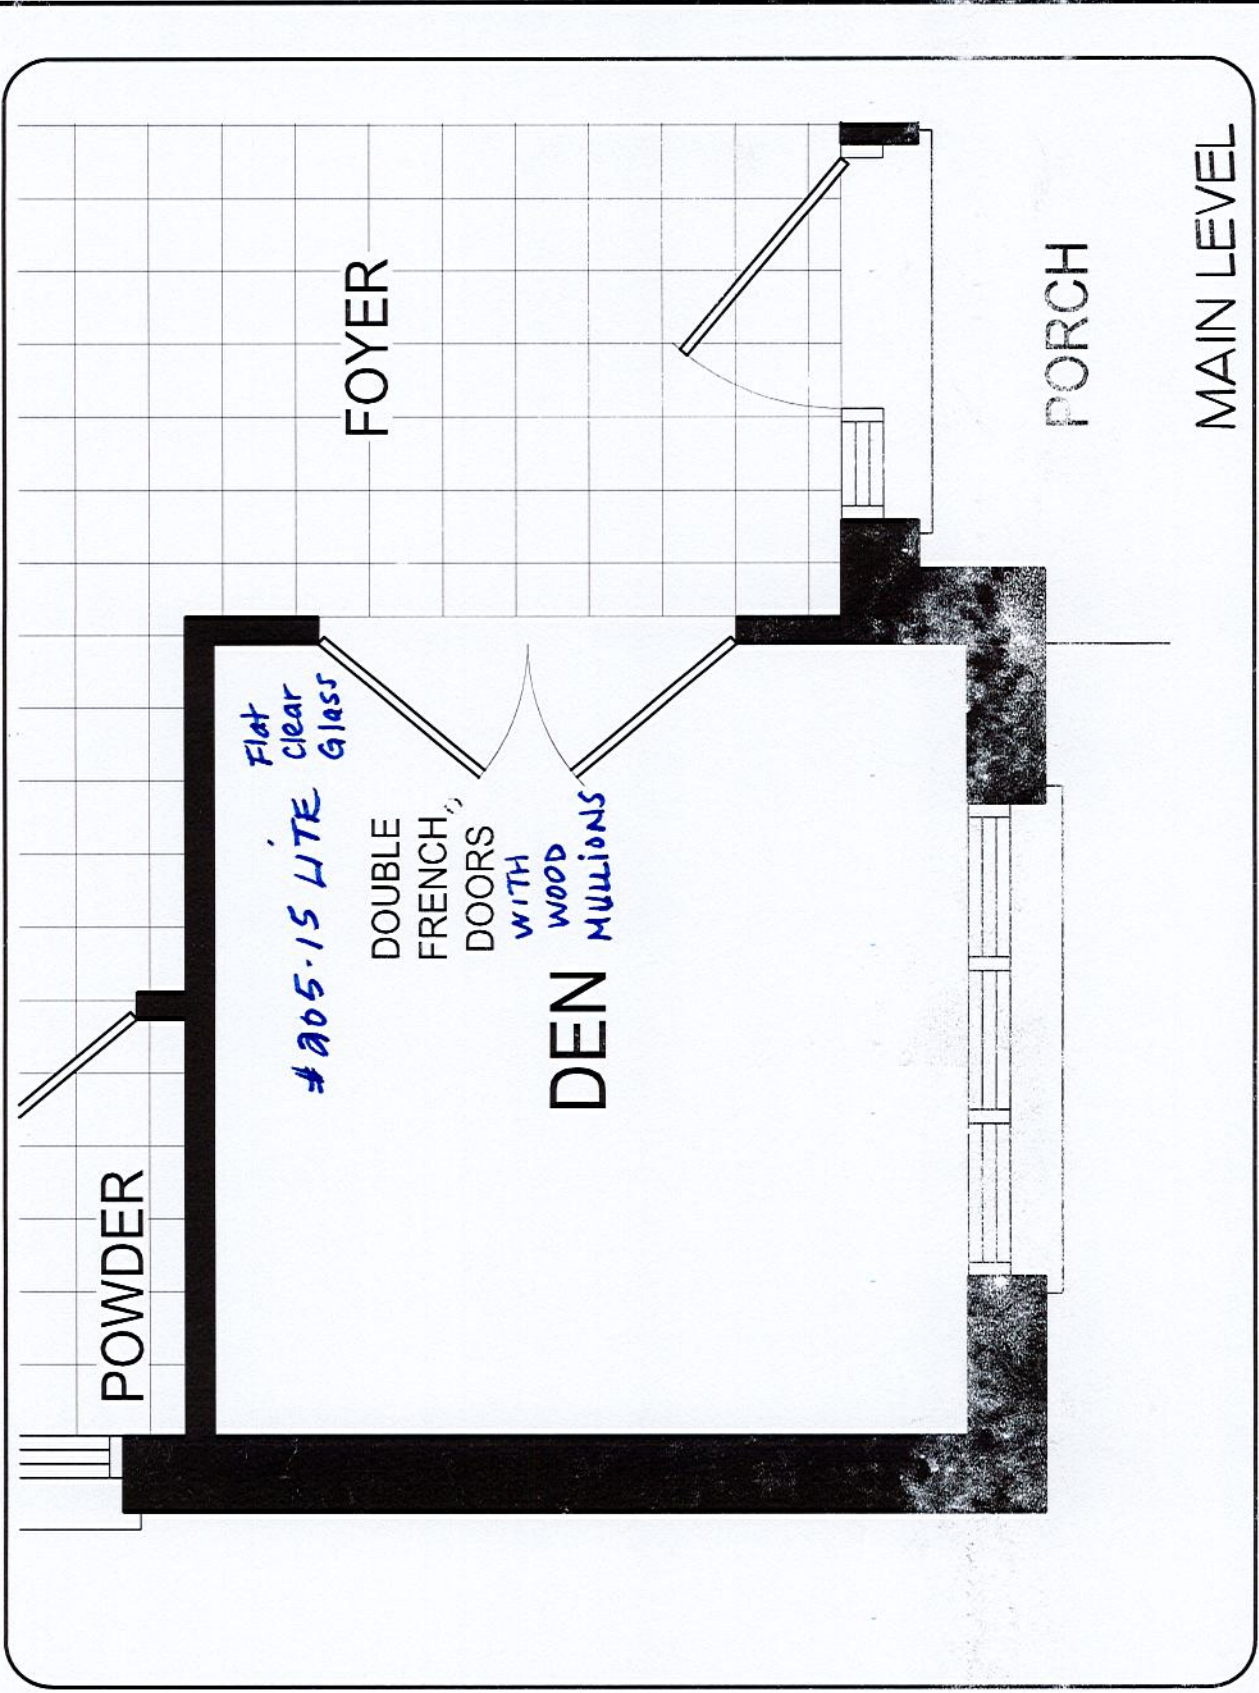 POWDER
FOYER
#205-15 LITE
Flat
Clear
Glass
DOUBLE
FRENCH
DOORS
WITH
WOOD
MULLIONS
DEN
PORCH
MAIN LEVEL